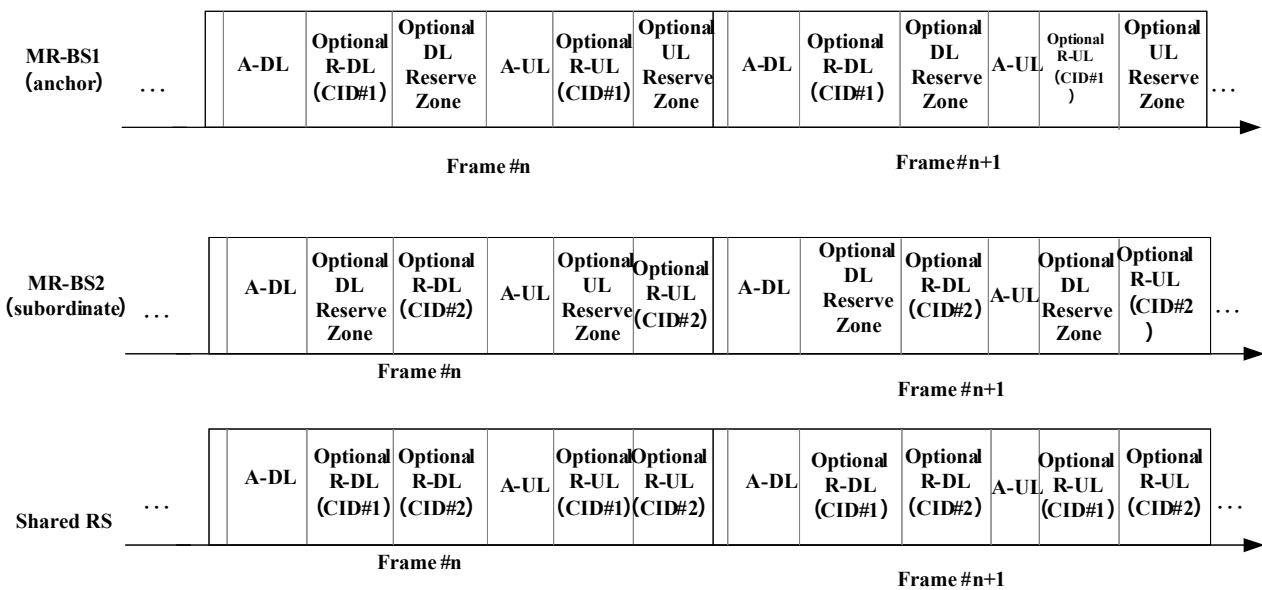 MR-BS1
(anchor)
...
A-DL
Optional
R-DL
(CID#1)
Optional
DL
Reserve
Zone
A-UL
Optional
R-UL
(CID#1)
Optional
UL
Reserve
Zone
A-DL
Optional
R-DL
(CID#1)
Optional
DL
Reserve
Zone
A-UL
Optional
R-UL
(CID#1
)
Optional
UL
Reserve
Zone
...
Frame #n
Frame#n+1
MR-BS2
(subordinate)
...
A-DL
Optional
DL
Reserve
Zone
Optional
R-DL
(CID#2)
A-UL
Optional
UL
Reserve
Zone
Optional
R-UL
(CID#2)
A-DL
Optional
DL
Reserve
Zone
Optional
R-DL
(CID#2)
A-UL
Optional
DL
Reserve
Zone
Optional
R-UL
(CID#2
)
...
Frame #n
Frame #n+1
Shared RS
...
A-DL
Optional
R-DL
(CID#1)
Optional
R-DL
(CID#2)
A-UL
Optional
R-UL
(CID#1)
Optional
R-UL
(CID#2)
A-DL
Optional
R-DL
(CID#1)
Optional
R-DL
(CID#2)
A-UL
Optional
R-UL
(CID#1)
Optional
R-UL
(CID#2)
...
Frame #n
Frame #n+1